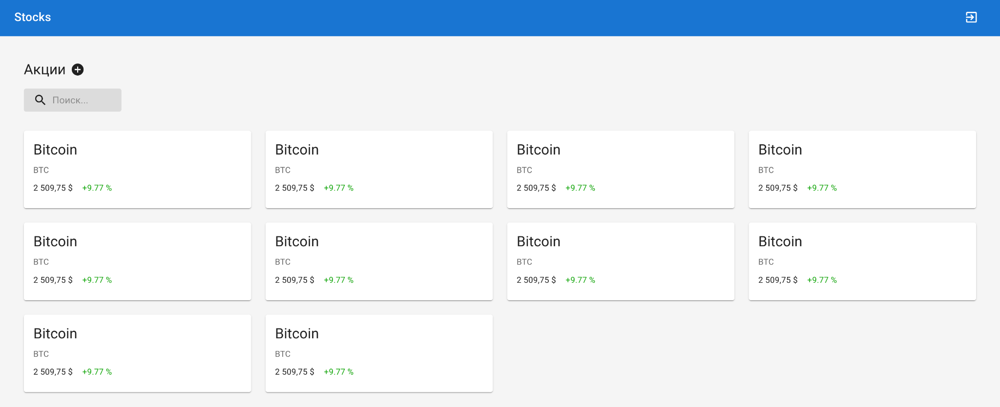 Stocks
Акции
Поиск...
Bitcoin
BTC
2 509,75 $ +9.77 %
Bitcoin
BTC
2 509,75 $ +9.77 %
Bitcoin
BTC
2 509,75 $ +9.77 %
Bitcoin
BTC
2 509,75 $ +9.77 %
Bitcoin
BTC
2 509,75 $ +9.77 %
Bitcoin
BTC
2 509,75 $ +9.77 %
Bitcoin
BTC
2 509,75 $ +9.77 %
Bitcoin
BTC
2 509,75 $ +9.77 %
Bitcoin
BTC
2 509,75 $ +9.77 %
Bitcoin
BTC
2 509,75 $ +9.77 %